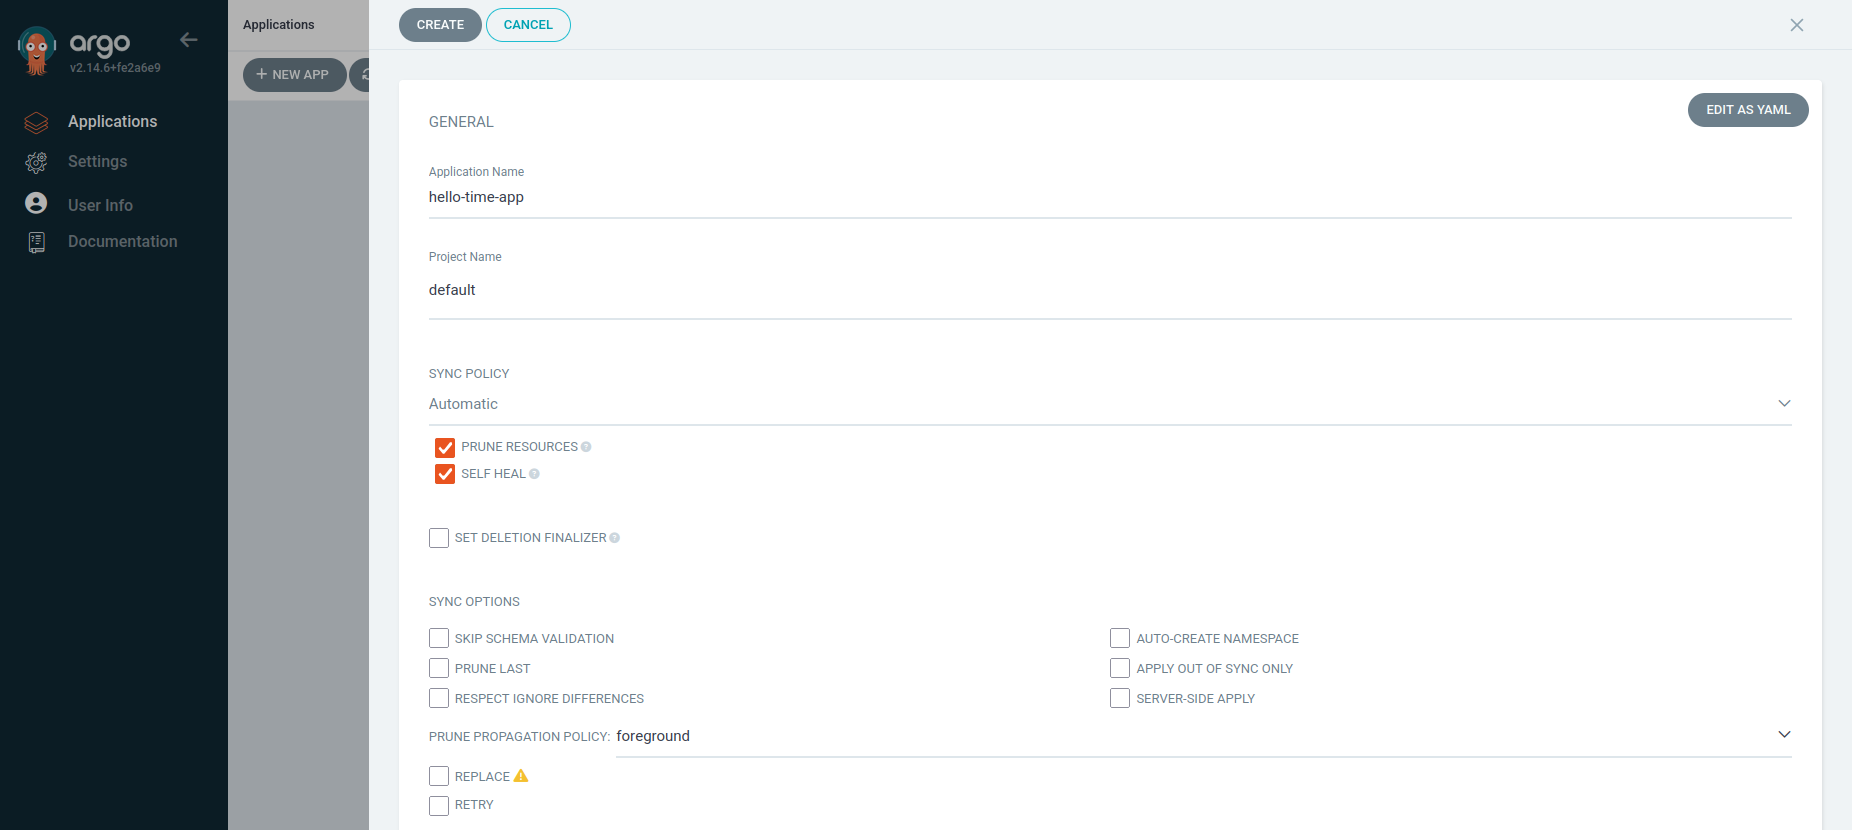 argo
v2.14.6+fe2a6e9
Applications
Settings
User Info
Documentation
Applications
NEW APP
CREATE
CANCEL
EDIT AS YAML
GENERAL
Application Name
hello-time-app
Project Name
default
SYNC POLICY
Automatic
PRUNE RESOURCES
SELF HEAL
SET DELETION FINALIZER
SYNC OPTIONS
SKIP SCHEMA VALIDATION
AUTO-CREATE NAMESPACE
PRUNE LAST
APPLY OUT OF SYNC ONLY
RESPECT IGNORE DIFFERENCES
SERVER-SIDE APPLY
PRUNE PROPAGATION POLICY: foreground
REPLACE
RETRY